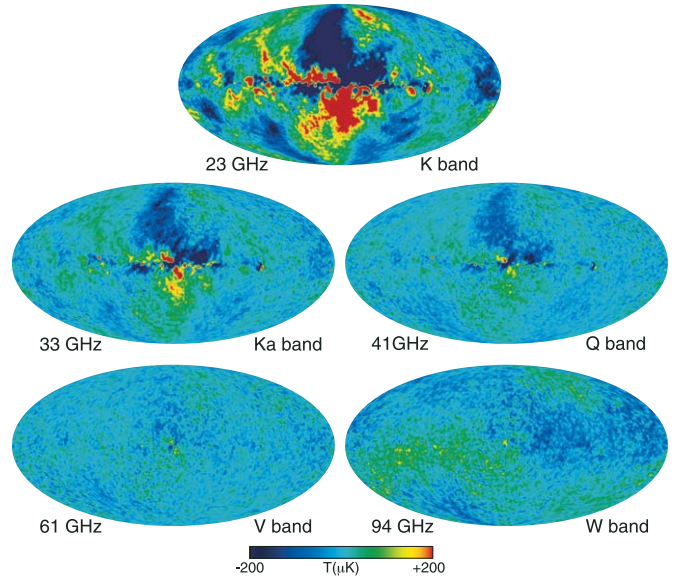 23 GHz K band
33 GHz Ka band
41GHz Q band
61 GHz V band
94 GHz W band
-200 T(μK) +200